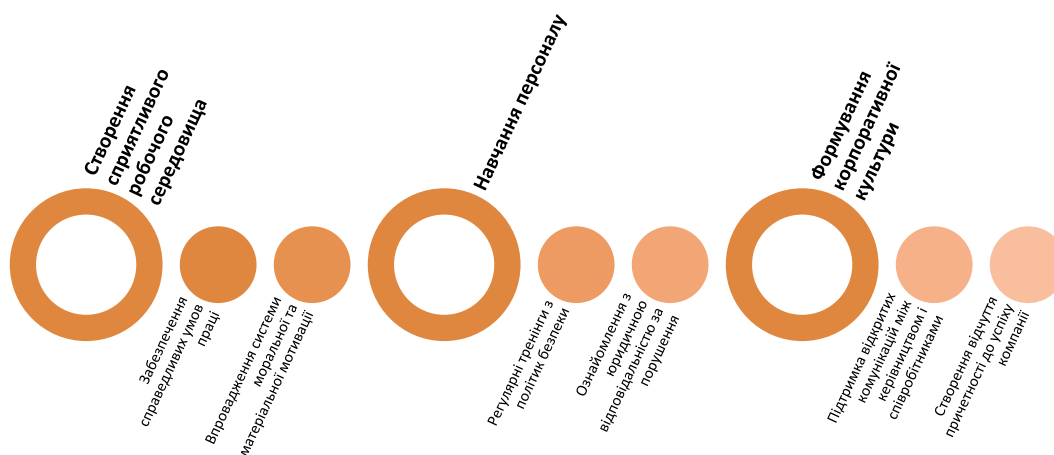 Створення
сприятливого
робочого
середовища
Забезпечення
справедливих умов
праці
Впровадження системи
моральної та
матеріальної мотивації
Навчання персоналу
Регулярні тренінги з
політик безпеки
Ознайомлення з
юридичною
відповідальністю за
порушення
Формування
корпоративної
культури
Підтримка відкритих
комунікацій між
керівництвом і
співробітниками
Створення відчуття
причетності до успіху
компанії